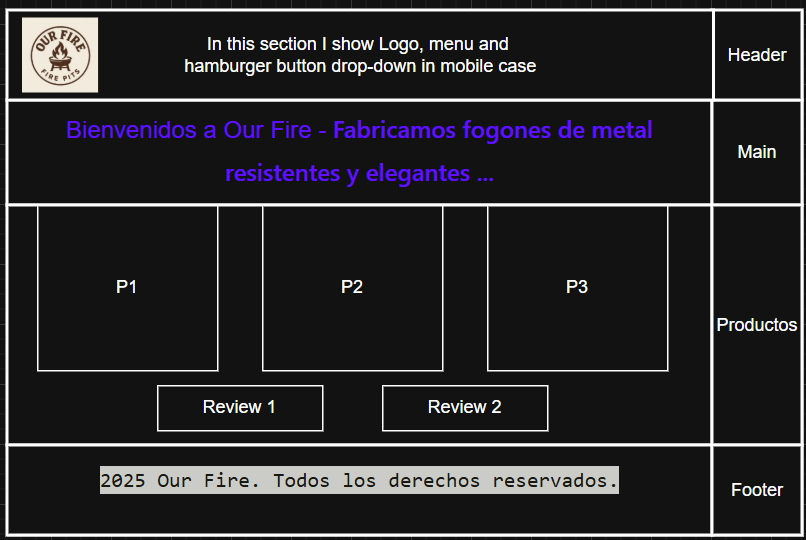 OUR FIRE
FIRE PITS
In this section I show Logo, menu and
hamburger button drop-down in mobile case
Header
Bienvenidos a Our Fire - Fabricamos fogones de metal
resistentes y elegantes ...
Main
P1
P2
P3
Productos
Review 1
Review 2
2025 Our Fire. Todos los derechos reservados.
Footer